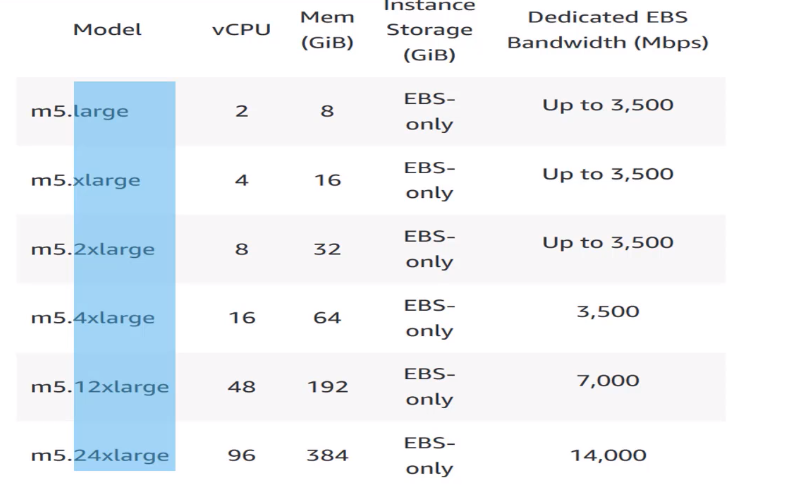 Model vCPU Mem (GiB) Instance Storage (GiB) Dedicated EBS Bandwidth (Mbps)
m5.large 2 8 EBS-only Up to 3,500
m5.xlarge 4 16 EBS-only Up to 3,500
m5.2xlarge 8 32 EBS-only Up to 3,500
m5.4xlarge 16 64 EBS-only 3,500
m5.12xlarge 48 192 EBS-only 7,000
m5.24xlarge 96 384 EBS-only 14,000